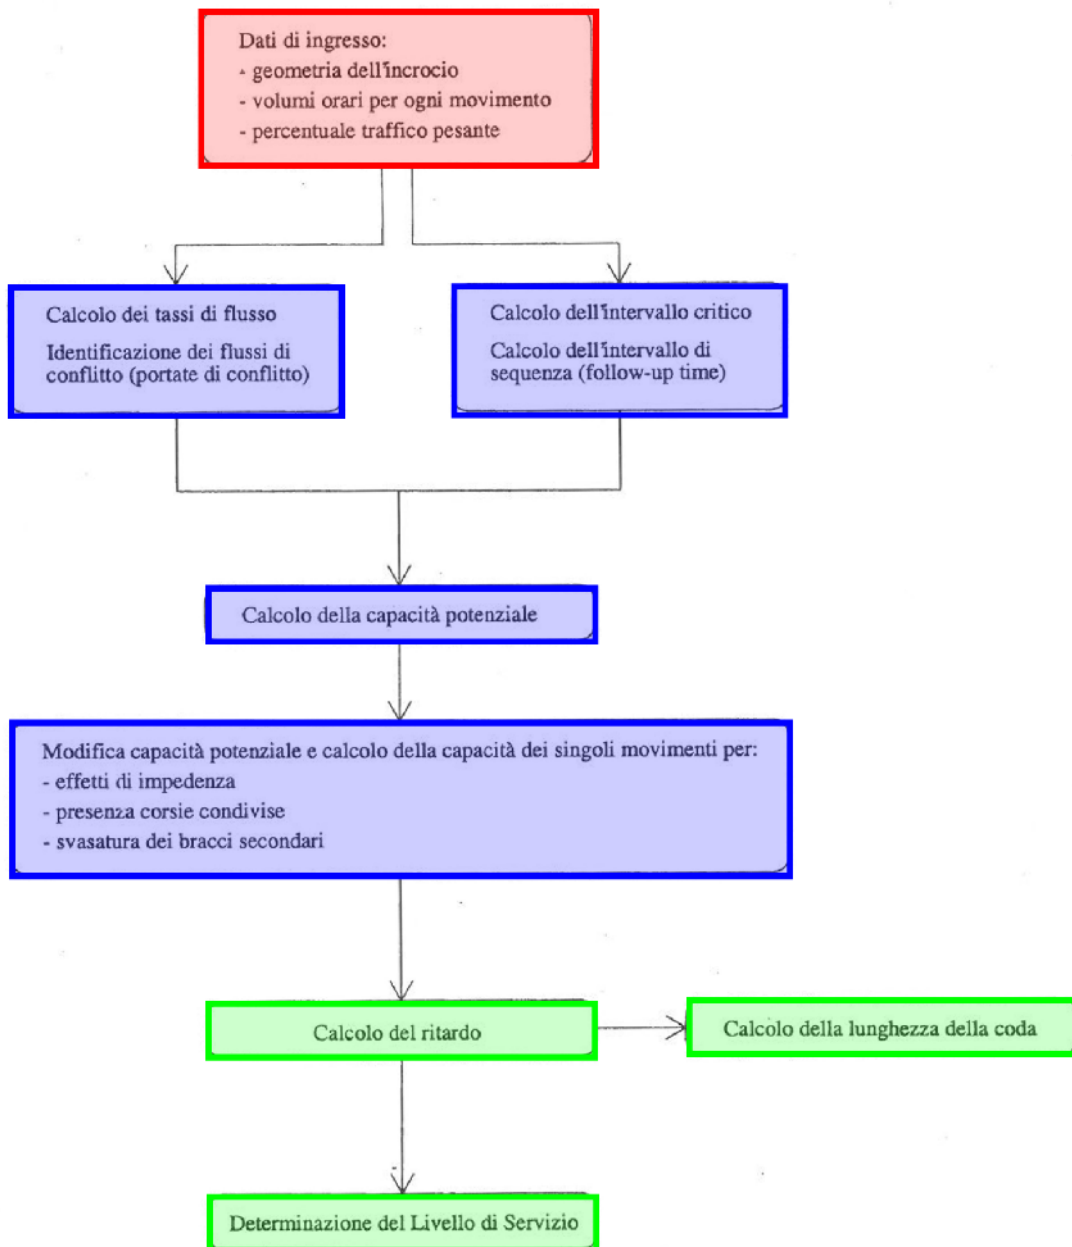 Dati di ingresso:
- geometria dell'incrocio
- volumi orari per ogni movimento
- percentuale traffico pesante
Calcolo dei tassi di flusso
Identificazione dei flussi di
conflitto (portate di conflitto)
Calcolo dell'intervallo critico
Calcolo dell'intervallo di
sequenza (follow-up time)
Calcolo della capacità potenziale
Modifica capacità potenziale e calcolo della capacità dei singoli movimenti per:
- effetti di impedenza
- presenza corsie condivise
- svasatura dei bracci secondari
Calcolo del ritardo
Calcolo della lunghezza della coda
Determinazione del Livello di Servizio